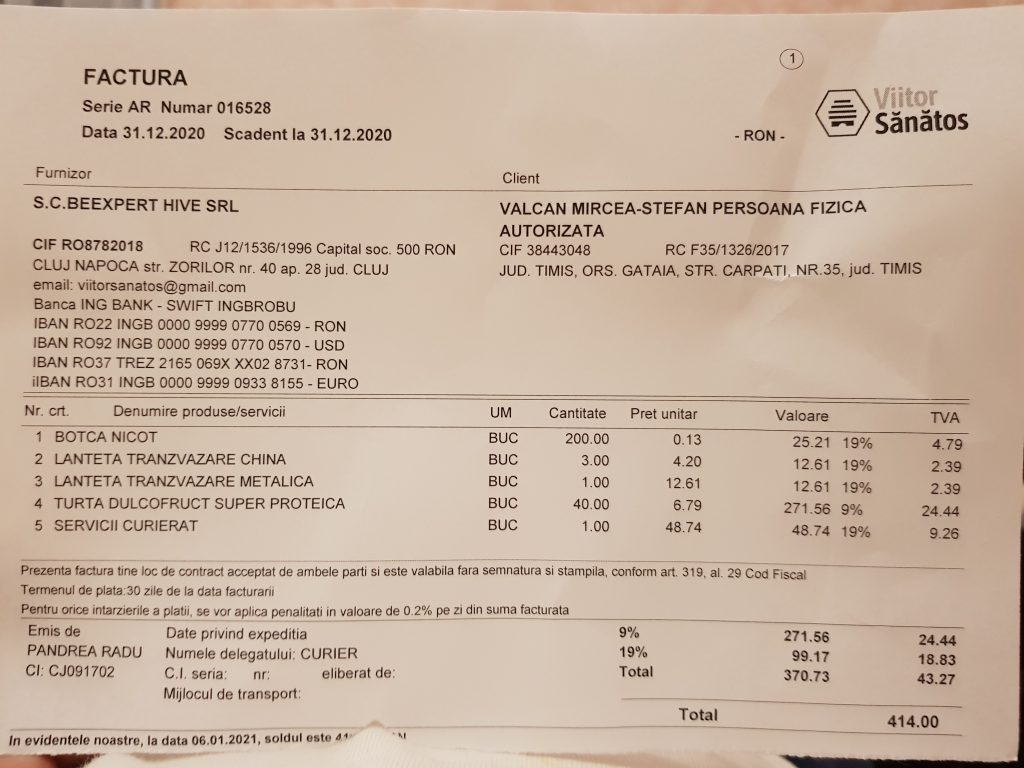 1
FACTURA
Serie AR Numar 016528
Data 31.12.2020 Scadent la 31.12.2020
- RON -
Viitor
Sănătos
Furnizor Client
S.C.BEEXPERT HIVE SRL
CIF RO8782018 RC J12/1536/1996 Capital soc. 500 RON
CLUJ NAPOCA str. ZORILOR nr. 40 ap. 28 jud. CLUJ
email: viitorsanatos@gmail.com
Banca ING BANK - SWIFT INGBROBU
IBAN RO22 INGB 0000 9999 0770 0569 - RON
IBAN RO92 INGB 0000 9999 0770 0570 - USD
IBAN RO37 TREZ 2165 069X XX02 8731- RON
iIBAN RO31 INGB 0000 9999 0933 8155 - EURO
VALCAN MIRCEA-STEFAN PERSOANA FIZICA
AUTORIZATA
CIF 38443048 RC F35/1326/2017
JUD. TIMIS, ORS. GATAIA, STR. CARPATI, NR.35, jud. TIMIS
Nr. crt. Denumire produse/servicii UM Cantitate Pret unitar Valoare TVA
1 BOTCA NICOT BUC 200.00 0.13 25.21 19% 4.79
2 LANTETA TRANZVAZARE CHINA BUC 3.00 4.20 12.61 19% 2.39
3 LANTETA TRANZVAZARE METALICA BUC 1.00 12.61 12.61 19% 2.39
4 TURTA DULCOFRUCT SUPER PROTEICA BUC 40.00 6.79 271.56 9% 24.44
5 SERVICII CURIERAT BUC 1.00 48.74 48.74 19% 9.26
Prezenta factura tine loc de contract acceptat de ambele parti si este valabila fara semnatura si stampila, conform art. 319, al. 29 Cod Fiscal
Termenul de plata:30 zile de la data facturarii
Pentru orice intarzierile a platii, se vor aplica penalitati in valoare de 0.2% pe zi din suma facturata
Emis de
PANDREA RADU
CI: CJ091702
Date privind expeditia
Numele delegatului: CURIER
C.I. seria: nr: eliberat de:
Mijlocul de transport:
9% 271.56 24.44
19% 99.17 18.83
Total 370.73 43.27
Total 414.00
In evidentele noastre, la data 06.01.2021, soldul este